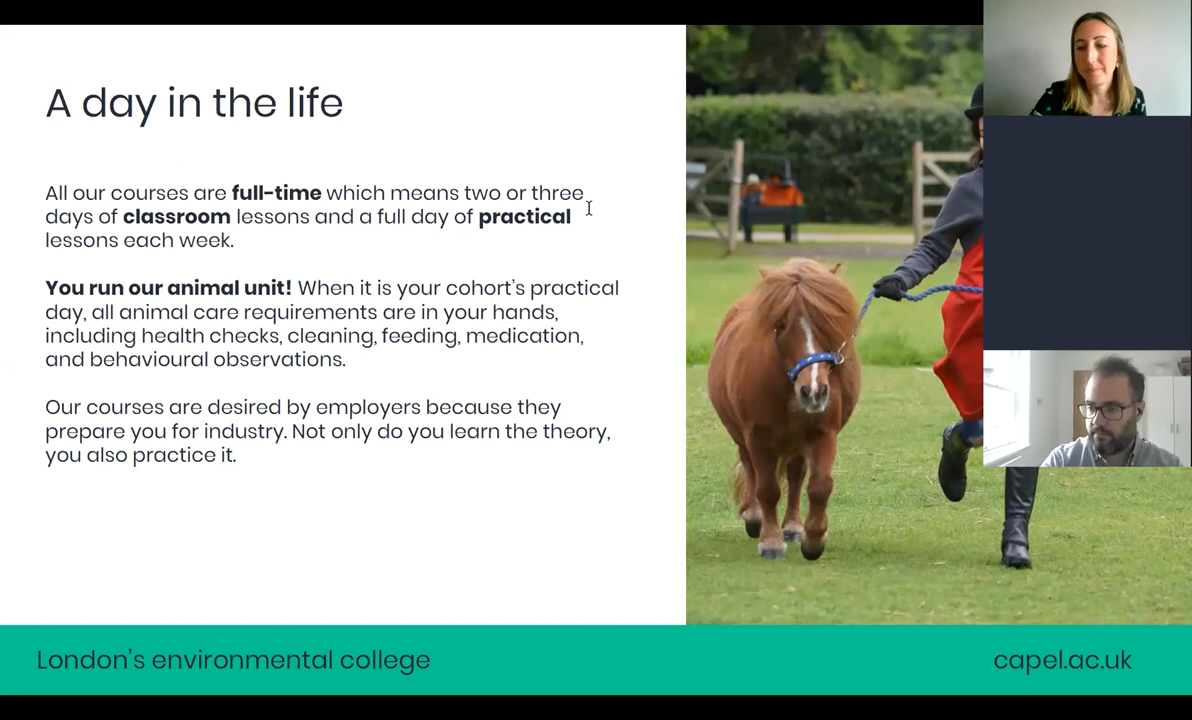 A day in the life
All our courses are full-time which means two or three
days of classroom lessons and a full day of practical
lessons each week.
You run our animal unit! When it is your cohort's practical
day, all animal care requirements are in your hands,
including health checks, cleaning, feeding, medication,
and behavioural observations.
Our courses are desired by employers because they
prepare you for industry. Not only do you learn the theory,
you also practice it.
London's environmental college
capel.ac.uk